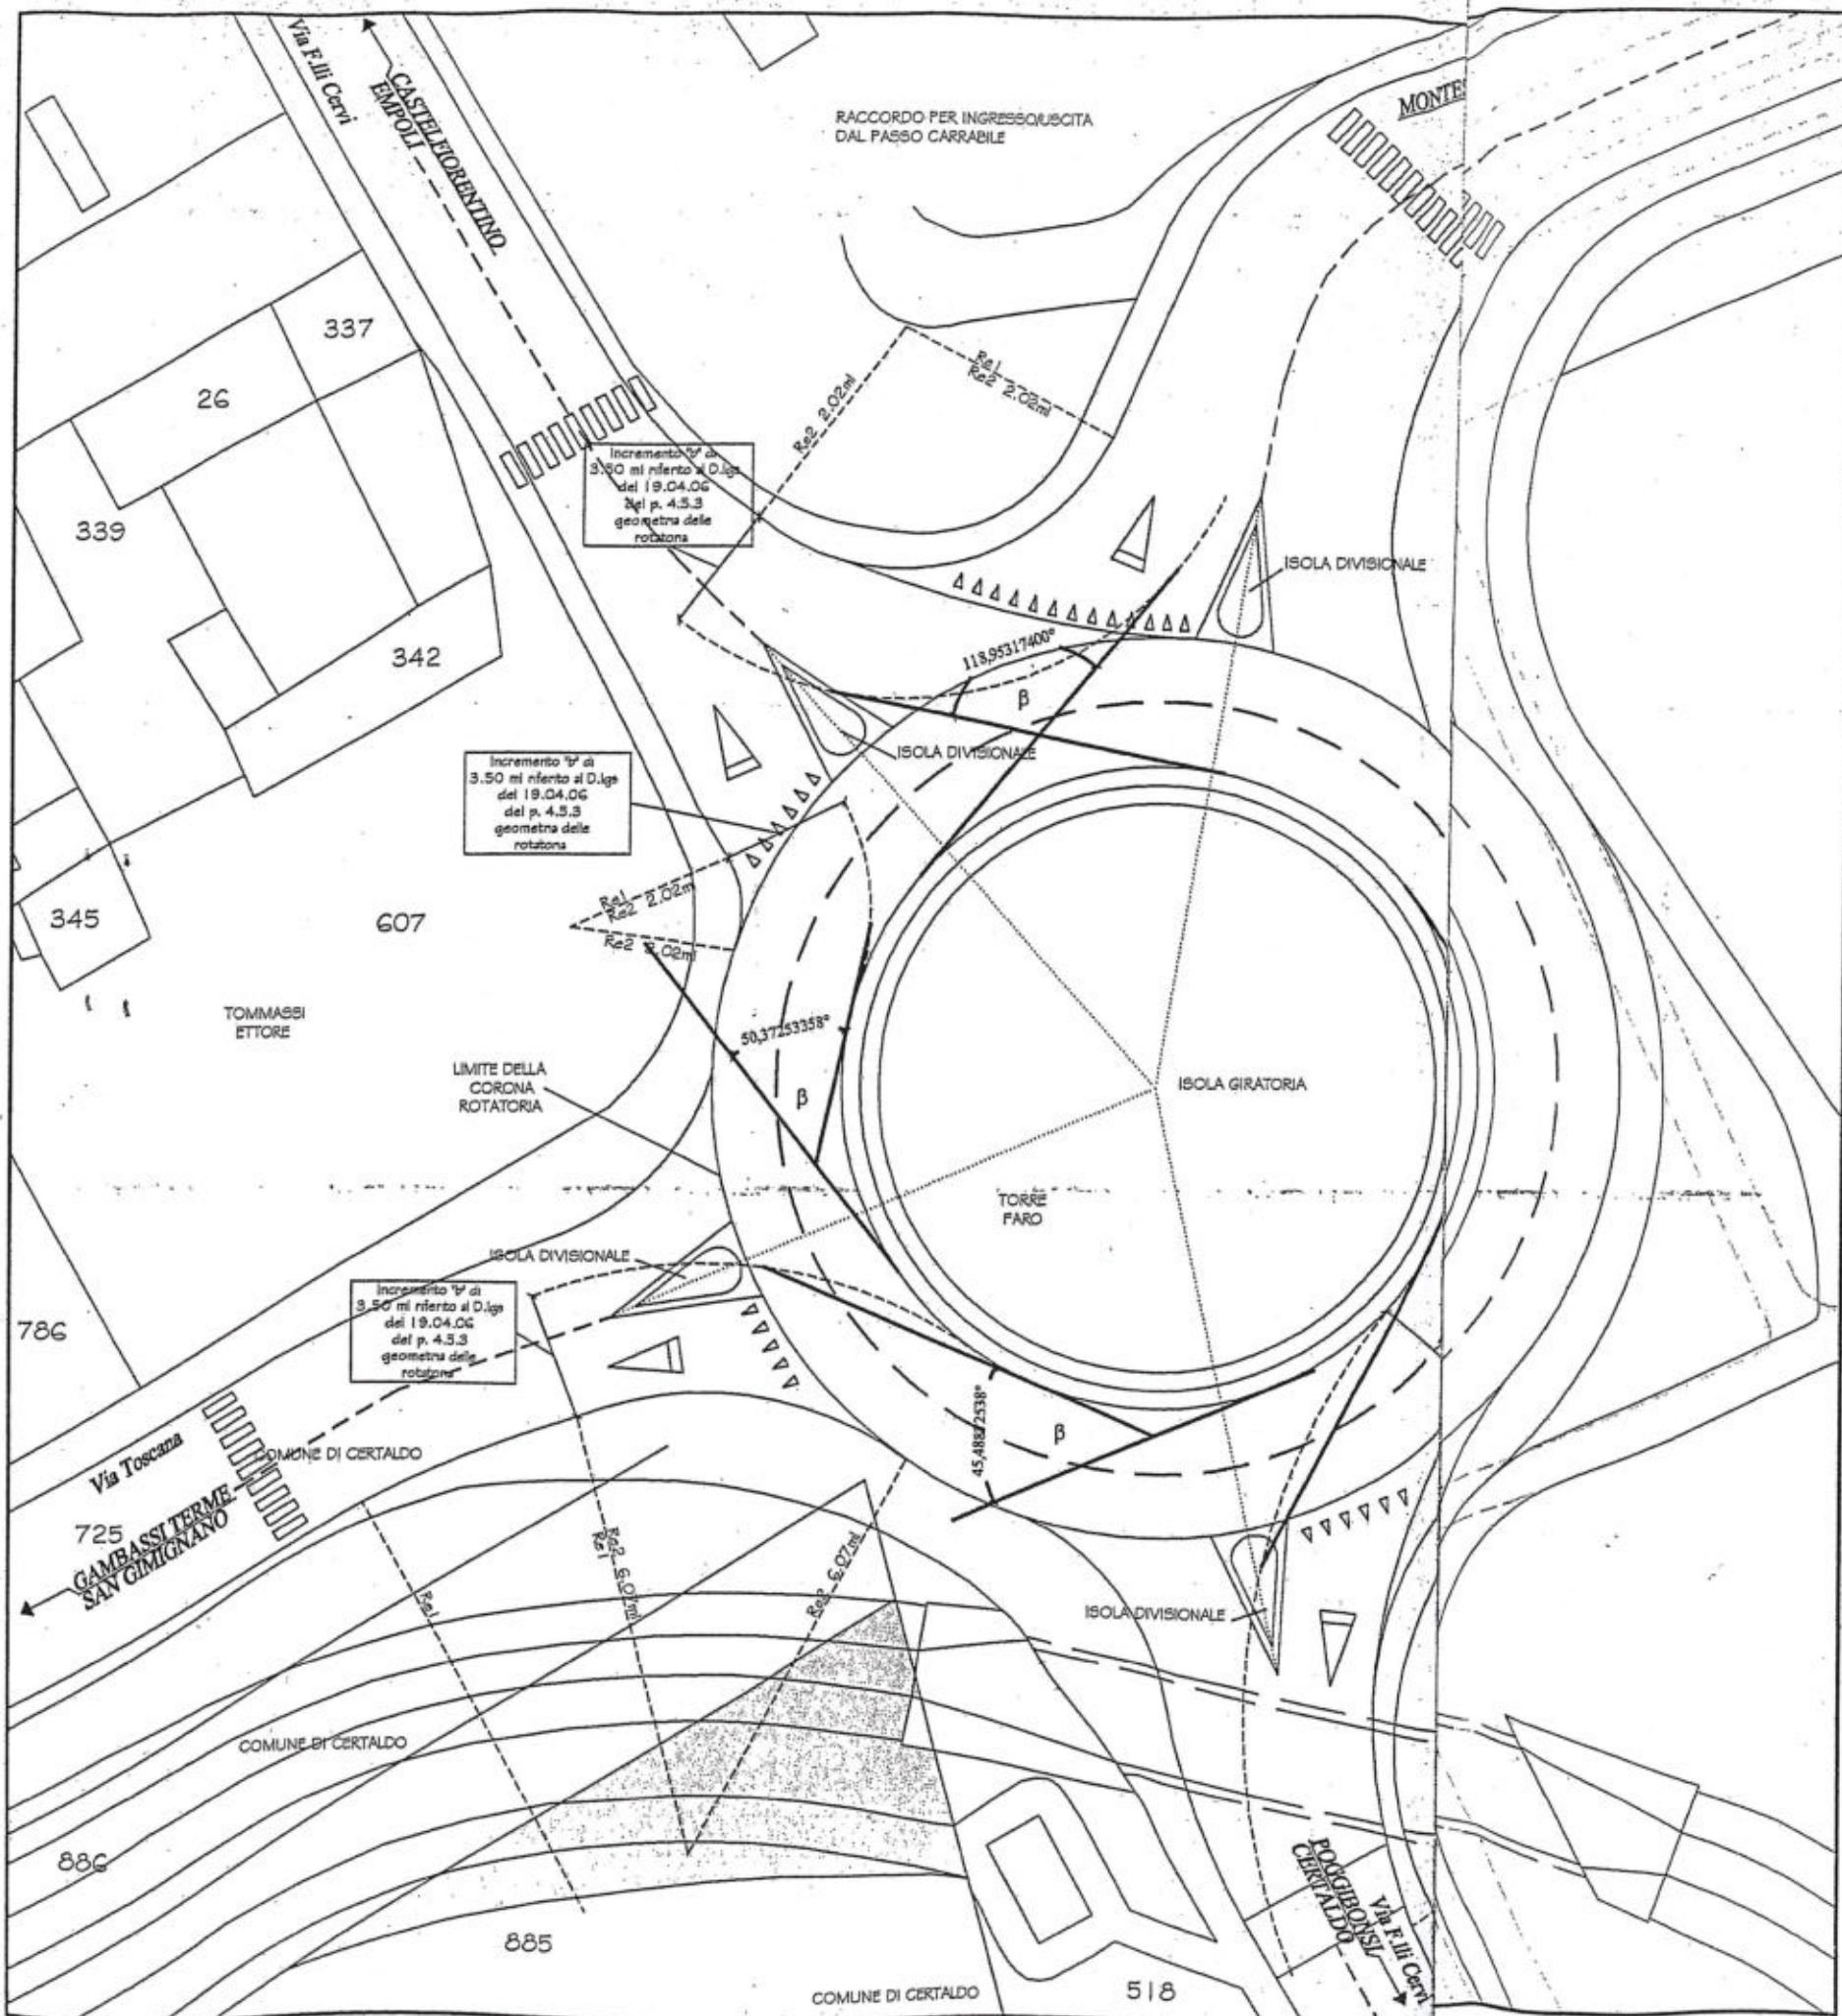 Via F.lli Cervi
CASTELFIORENTINO
EMPOLI
RACCORDO PER INGRESSO/USCITA
DAL PASSO CARRABILE
MONTE
337
26
339
342
Re2 2.02ml
Re1
Re2 2.02ml
Incremento "b" di
3.50 ml riferito al D.lgs
del 19.04.06
del p. 4.5.3
geometria delle
rotatoria
ISOLA DIVISIONALE
118,95317400°
β
ISOLA DIVISIONALE
Incremento "b" di
3.50 ml riferito al D.lgs
del 19.04.06
del p. 4.5.3
geometria delle
rotatoria
Re1
Re2 2.02m
Re2 2.02ml
345
607
TOMMASSI
ETTORE
50,37253358°
β
LIMITE DELLA
CORONA
ROTATORIA
ISOLA GIRATORIA
TORRE
FARO
ISOLA DIVISIONALE
Incremento "b" di
3.50 ml riferito al D.lgs
del 19.04.06
del p. 4.5.3
geometria delle
rotatoria
786
45,48872538°
β
Via Toscana
COMUNE DI CERTALDO
725
GAMBASSI TERME
SAN GIMIGNANO
Re1
Re2 6.07ml
Re1
Re2 6.07ml
ISOLA DIVISIONALE
COMUNE DI CERTALDO
886
885
COMUNE DI CERTALDO
518
POGGIBONSI
CERTALDO
Via F.lli Cervi